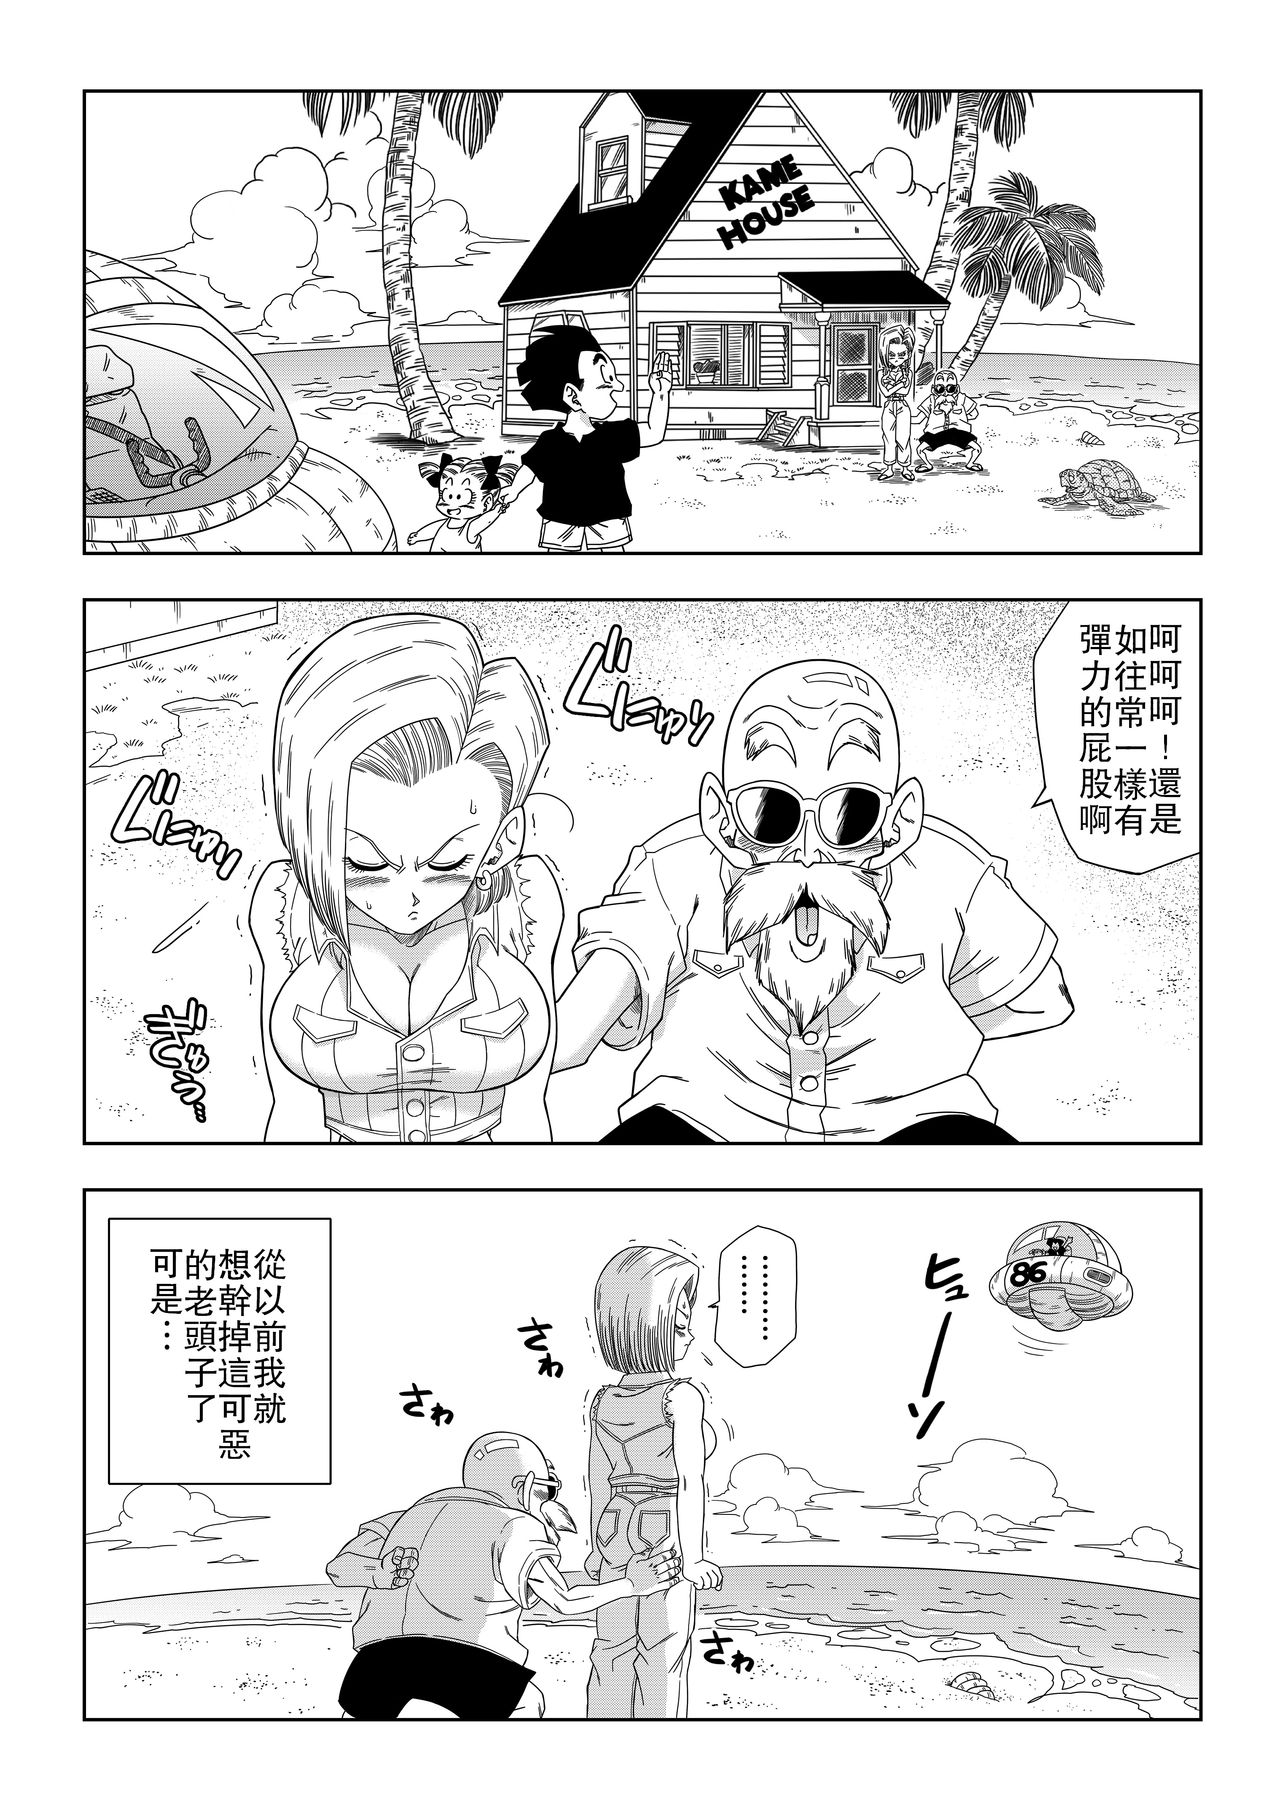 KAME
HOUSE
呵呵呵！還是
如往常一樣有
彈力的屁股啊
ぐにゅり
ぐにゅり
ぎゅう…
86
ヒューーーッ
………
さわ
さわ
さわ
從以前我就
想幹掉這可惡
的老頭子了
可是…